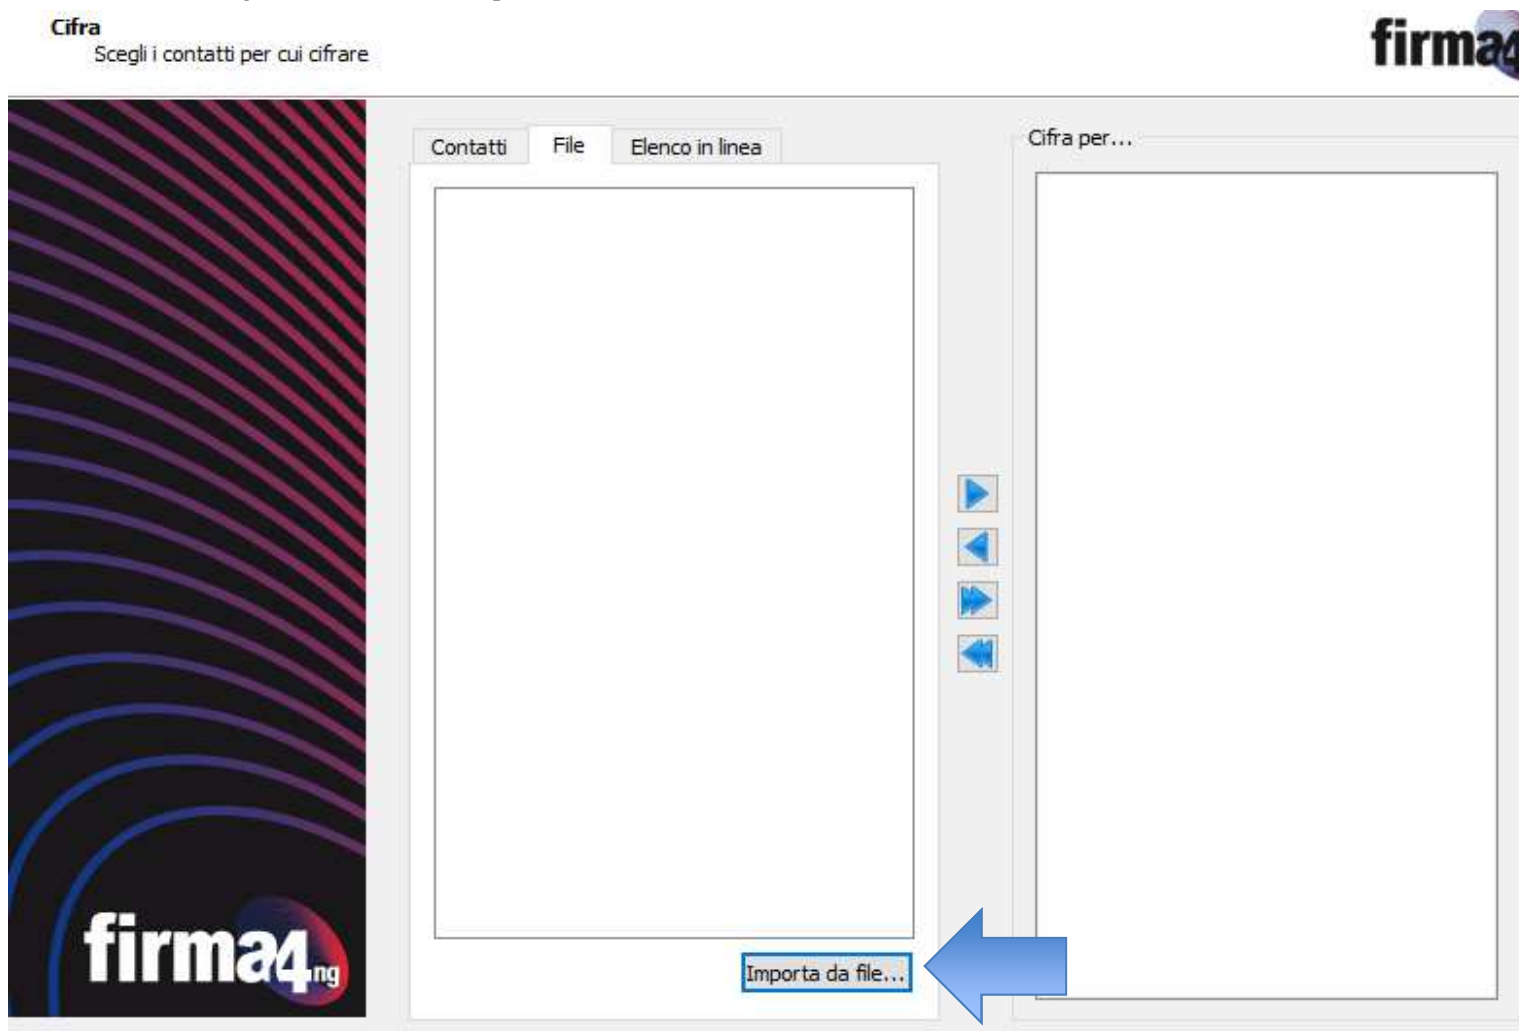 Cifra
Scegli i contatti per cui cifrare
firma4
Contatti File Elenco in linea
Cifra per...
firma4ng
Importa da file...